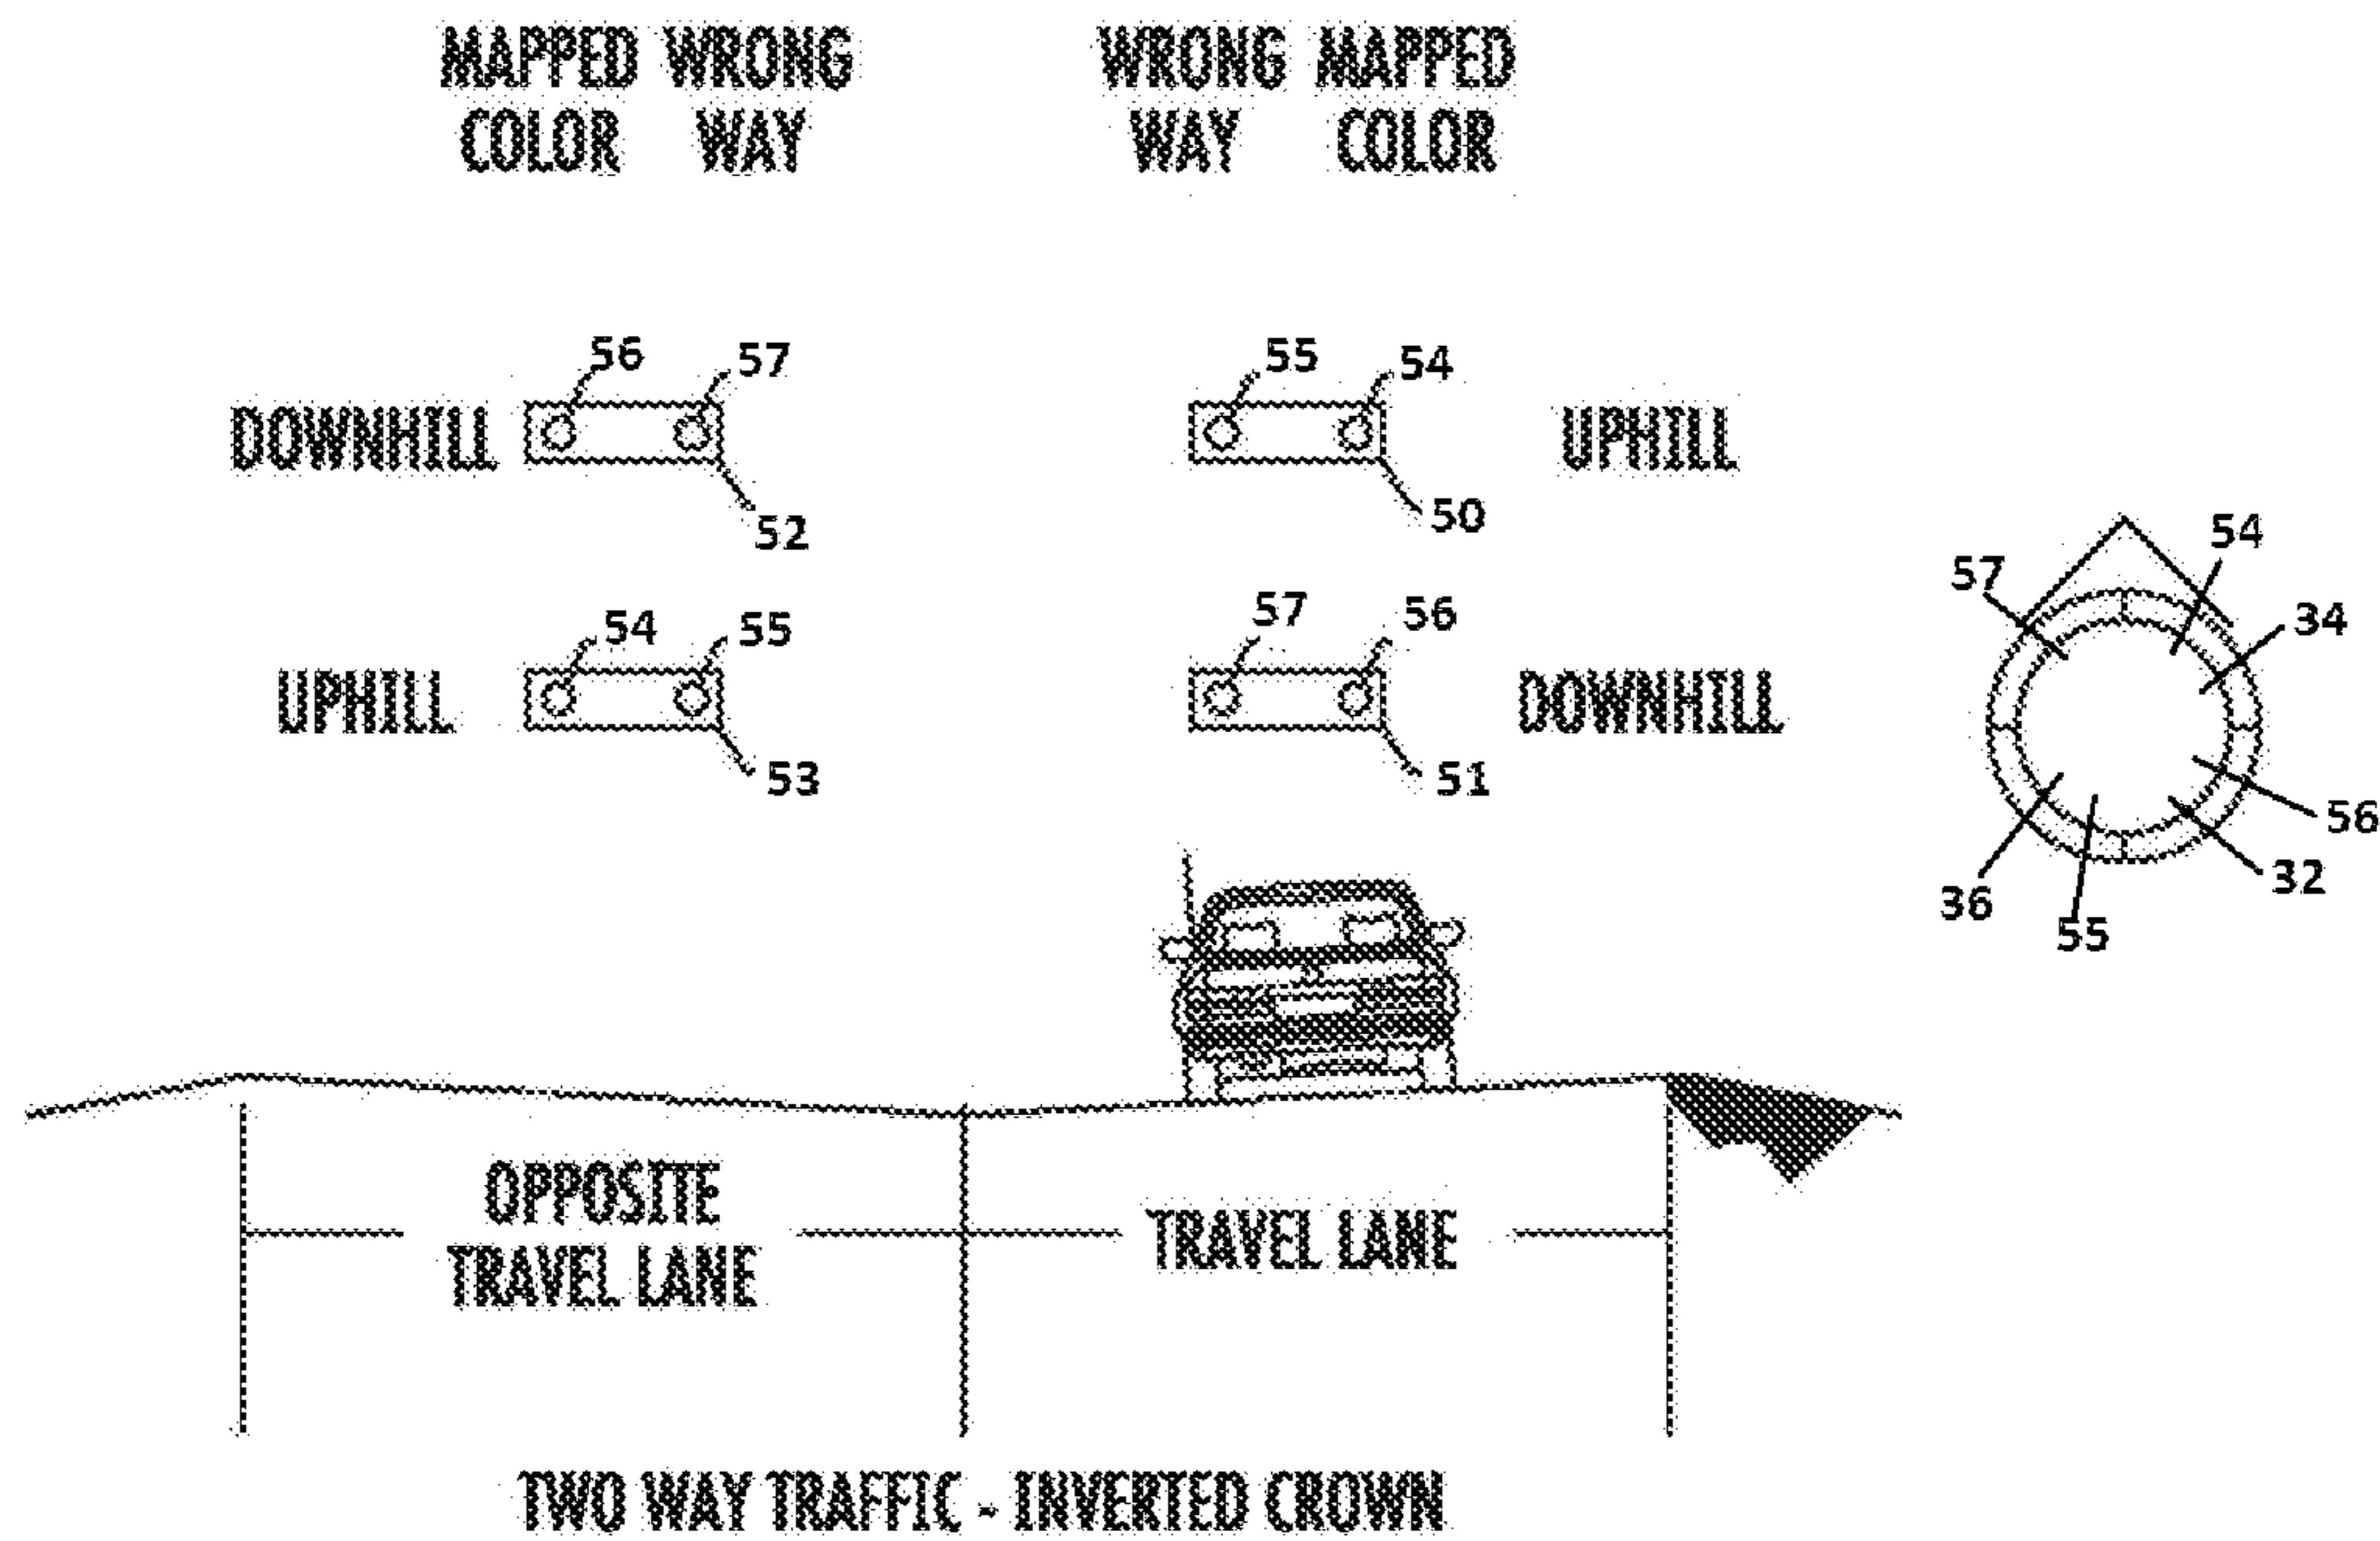 MAPPED WRONG WRONG MAPPED
COLOR WAY WAY COLOR
56 57 55 54
DOWNHILL UPHILL
52 50
54
57
34
54 55 57 56
UPHILL DOWNHILL
53 51
56
32
36
55
OPPOSITE
TRAVEL LANE
TRAVEL LANE
TWO WAY TRAFFIC - INVERTED CROWN